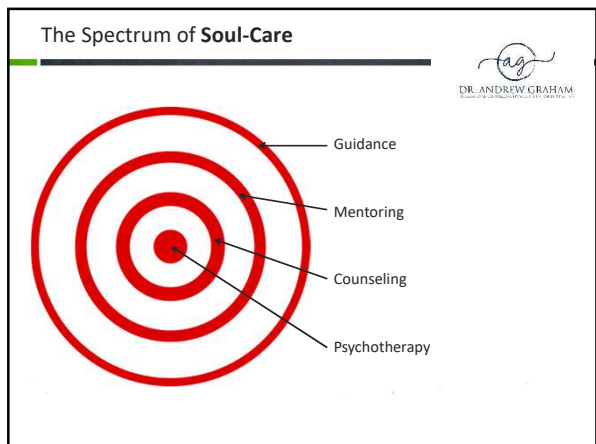 The Spectrum of Soul-Care
ag
DR. ANDREW GRAHAM
Guidance
Mentoring
Counseling
Psychotherapy